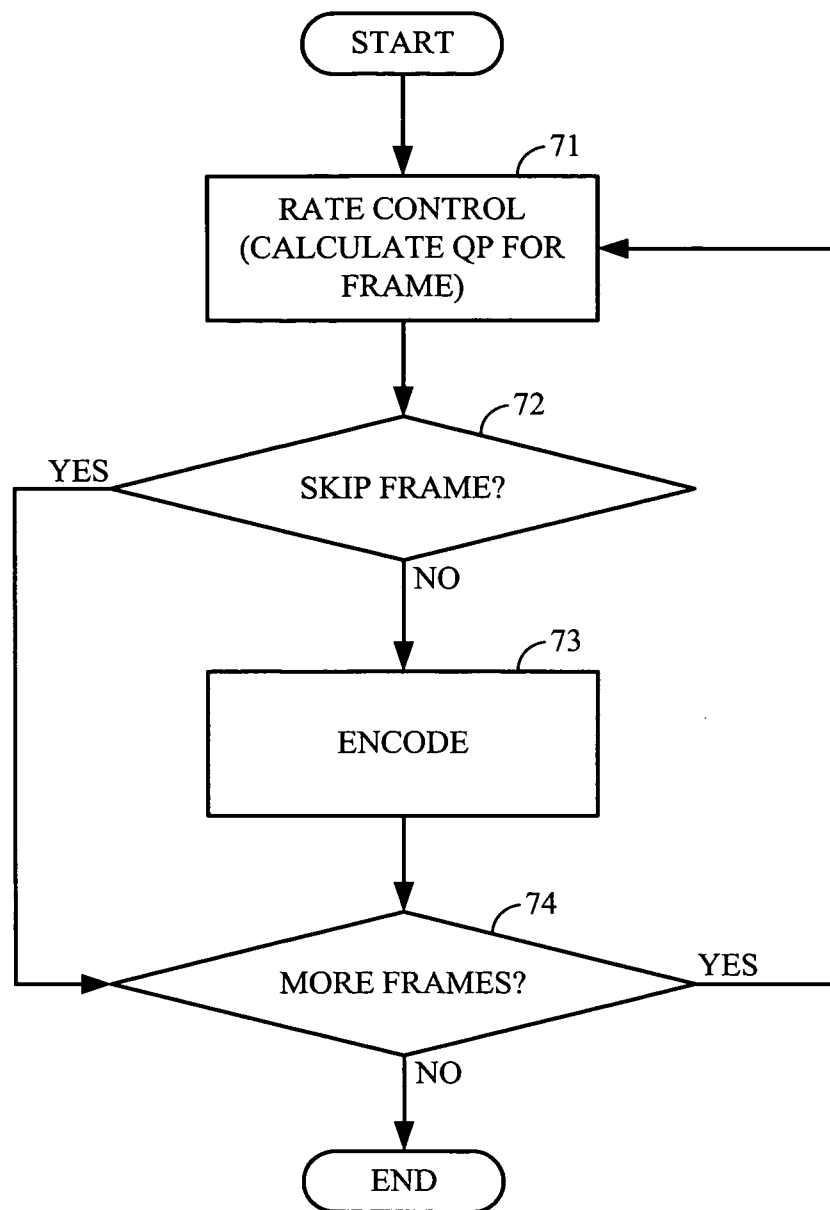 START
71
RATE CONTROL
(CALCULATE QP FOR
FRAME)
72
YES
SKIP FRAME?
NO
73
ENCODE
74
MORE FRAMES?
YES
NO
END